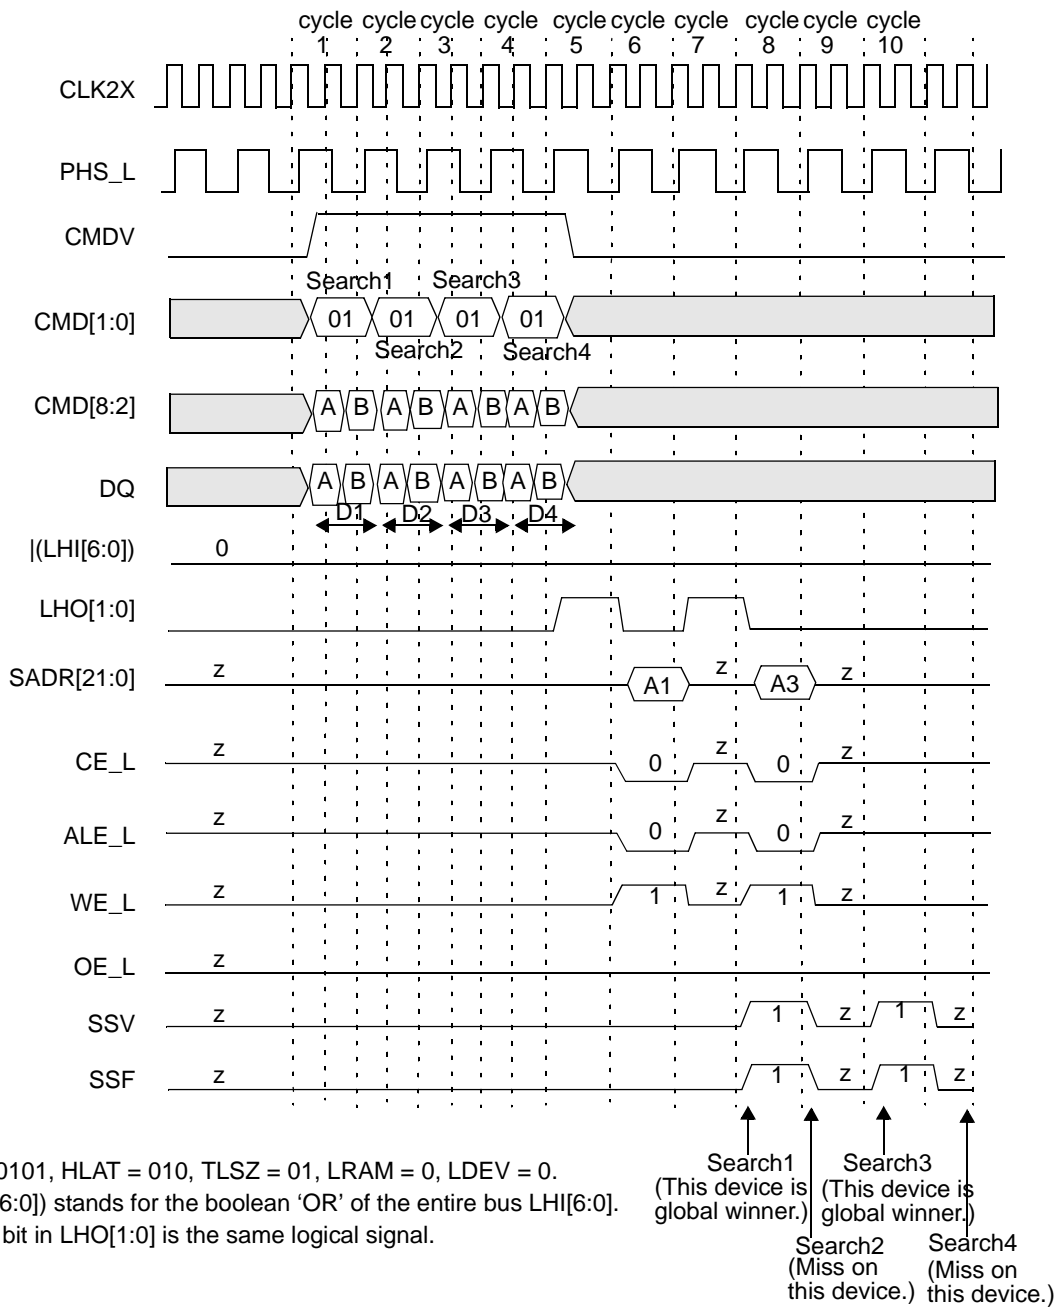 cycle cycle cycle cycle cycle cycle cycle cycle cycle cycle
1 2 3 4 5 6 7 8 9 10
CLK2X
PHS_L
CMDV
Search1 Search3
CMD[1:0] 01 01 01 01
Search2 Search4
CMD[8:2] A B A B A B A B
DQ A B A B A B A B
D1 D2 D3 D4
|(LHI[6:0]) 0
LHO[1:0]
SADR[21:0] z A1 z A3 z
CE_L z 0 z 0 z
ALE_L z 0 z 0 z
WE_L z 1 z 1 z
OE_L z
SSV z 1 z 1 z
SSF z 1 z 1 z
0101, HLAT = 010, TLSZ = 01, LRAM = 0, LDEV = 0.
6:0]) stands for the boolean ‘OR’ of the entire bus LHI[6:0].
bit in LHO[1:0] is the same logical signal.
Search1
(This device is
global winner.)
Search3
(This device is
global winner.)
Search2
(Miss on
this device.)
Search4
(Miss on
this device.)